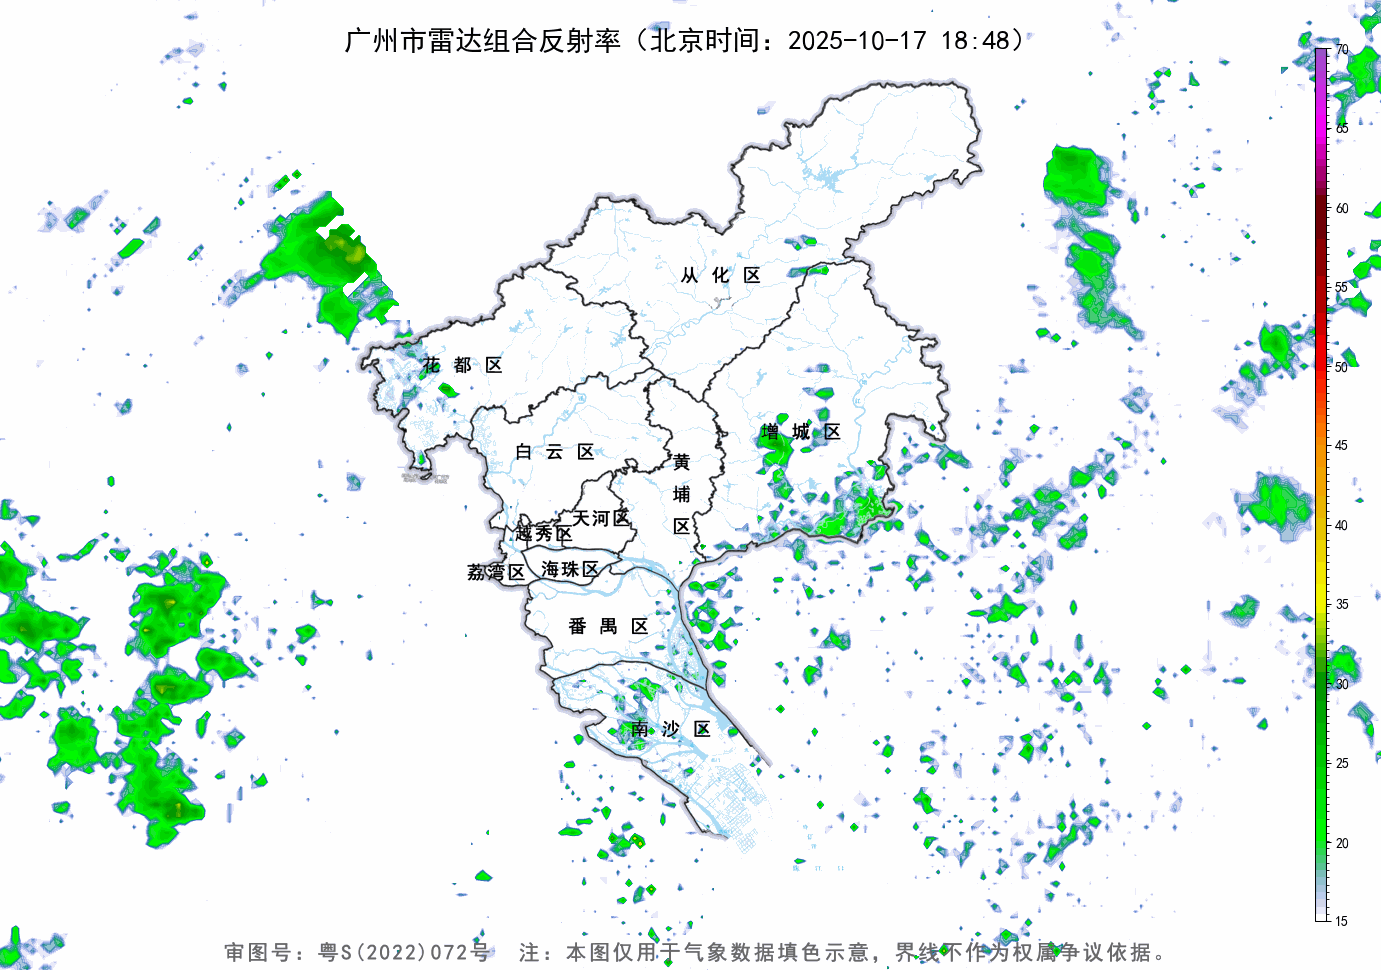 广州市雷达组合反射率（北京时间：2025-10-17 18:48）
70
65
60
55
50
45
40
35
30
25
20
15
从化区
花都区
增城区
白云区
黄埔区
天河区
越秀区
荔湾区
海珠区
番禺区
南沙区
审图号：粤S(2022)072号 注：本图仅用于气象数据填色示意，界线不作为权属争议依据。